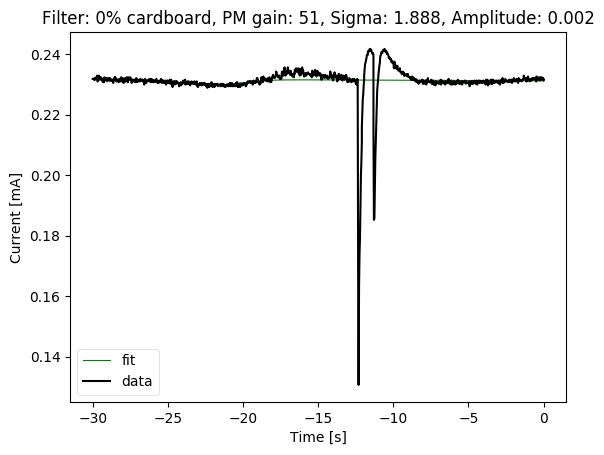 Filter: 0% cardboard, PM gain: 51, Sigma: 1.888, Amplitude: 0.002
0.24
0.22
0.20
0.18
0.16
0.14
Current [mA]
fit
data
−30
−25
−20
−15
−10
−5
0
Time [s]